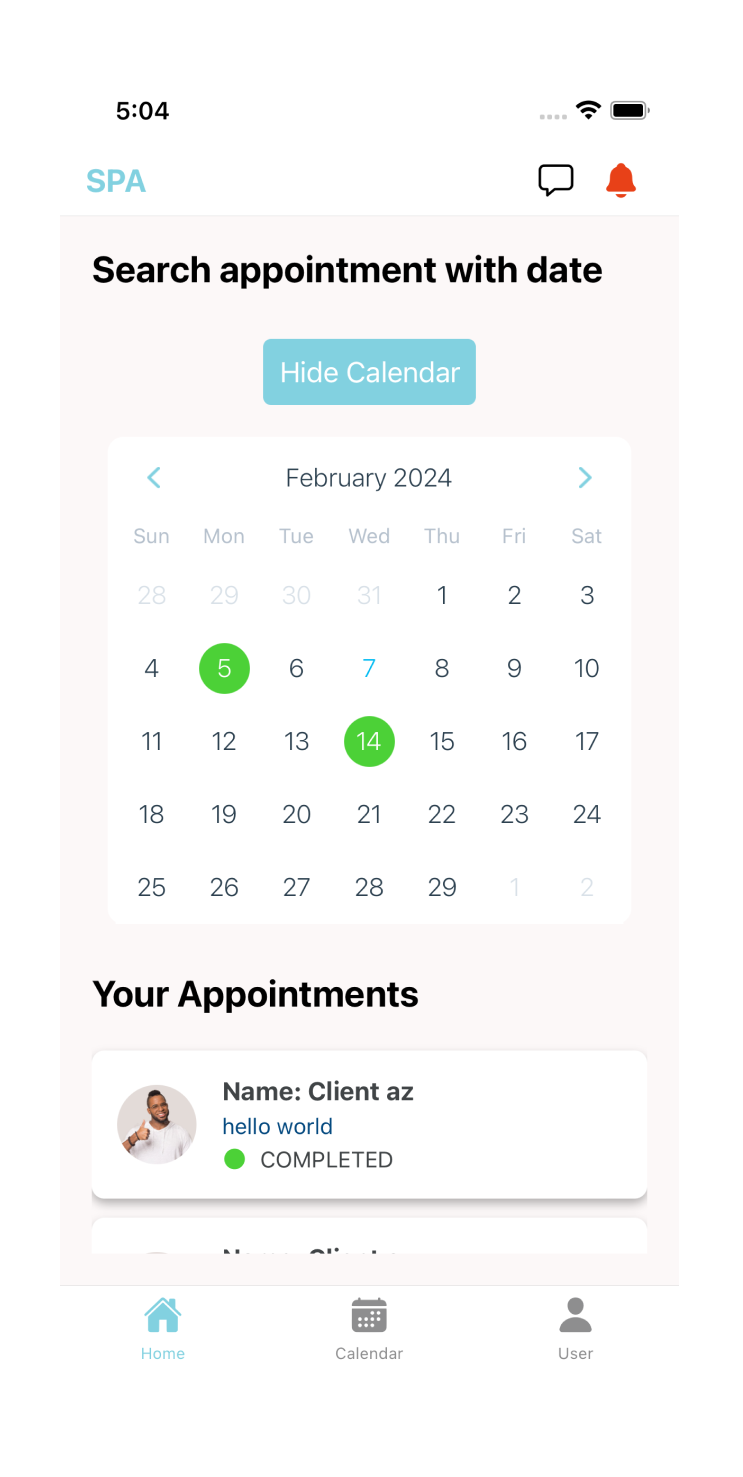 5:04
SPA
Search appointment with date
Hide Calendar
February 2024
Sun Mon Tue Wed Thu Fri Sat
28 29 30 31 1 2 3
4 5 6 7 8 9 10
11 12 13 14 15 16 17
18 19 20 21 22 23 24
25 26 27 28 29 1 2
Your Appointments
Name: Client az
hello world
COMPLETED
Home Calendar User